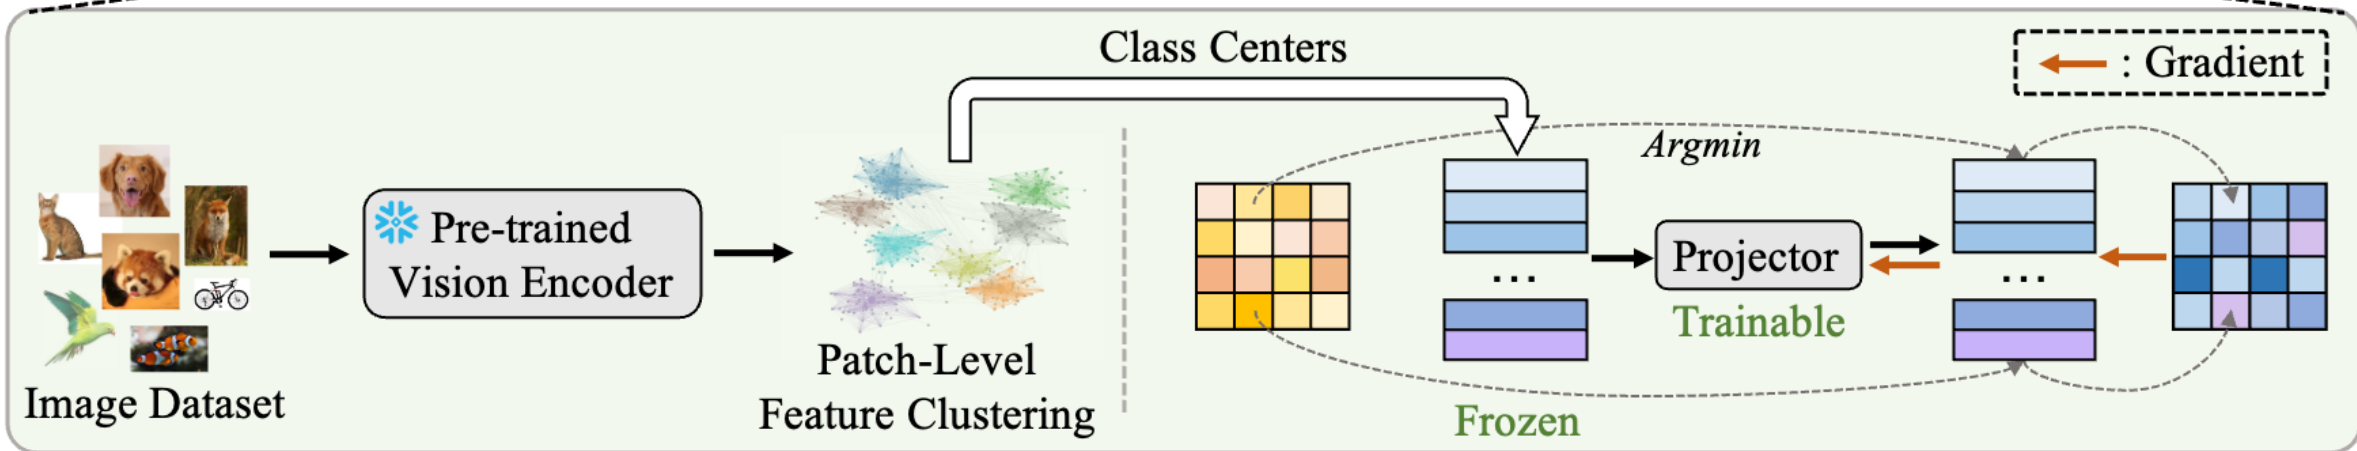 Class Centers
: Gradient
Argmin
Pre-trained
Vision Encoder
Projector
Trainable
...
...
Patch-Level
Feature Clustering
Image Dataset
Frozen